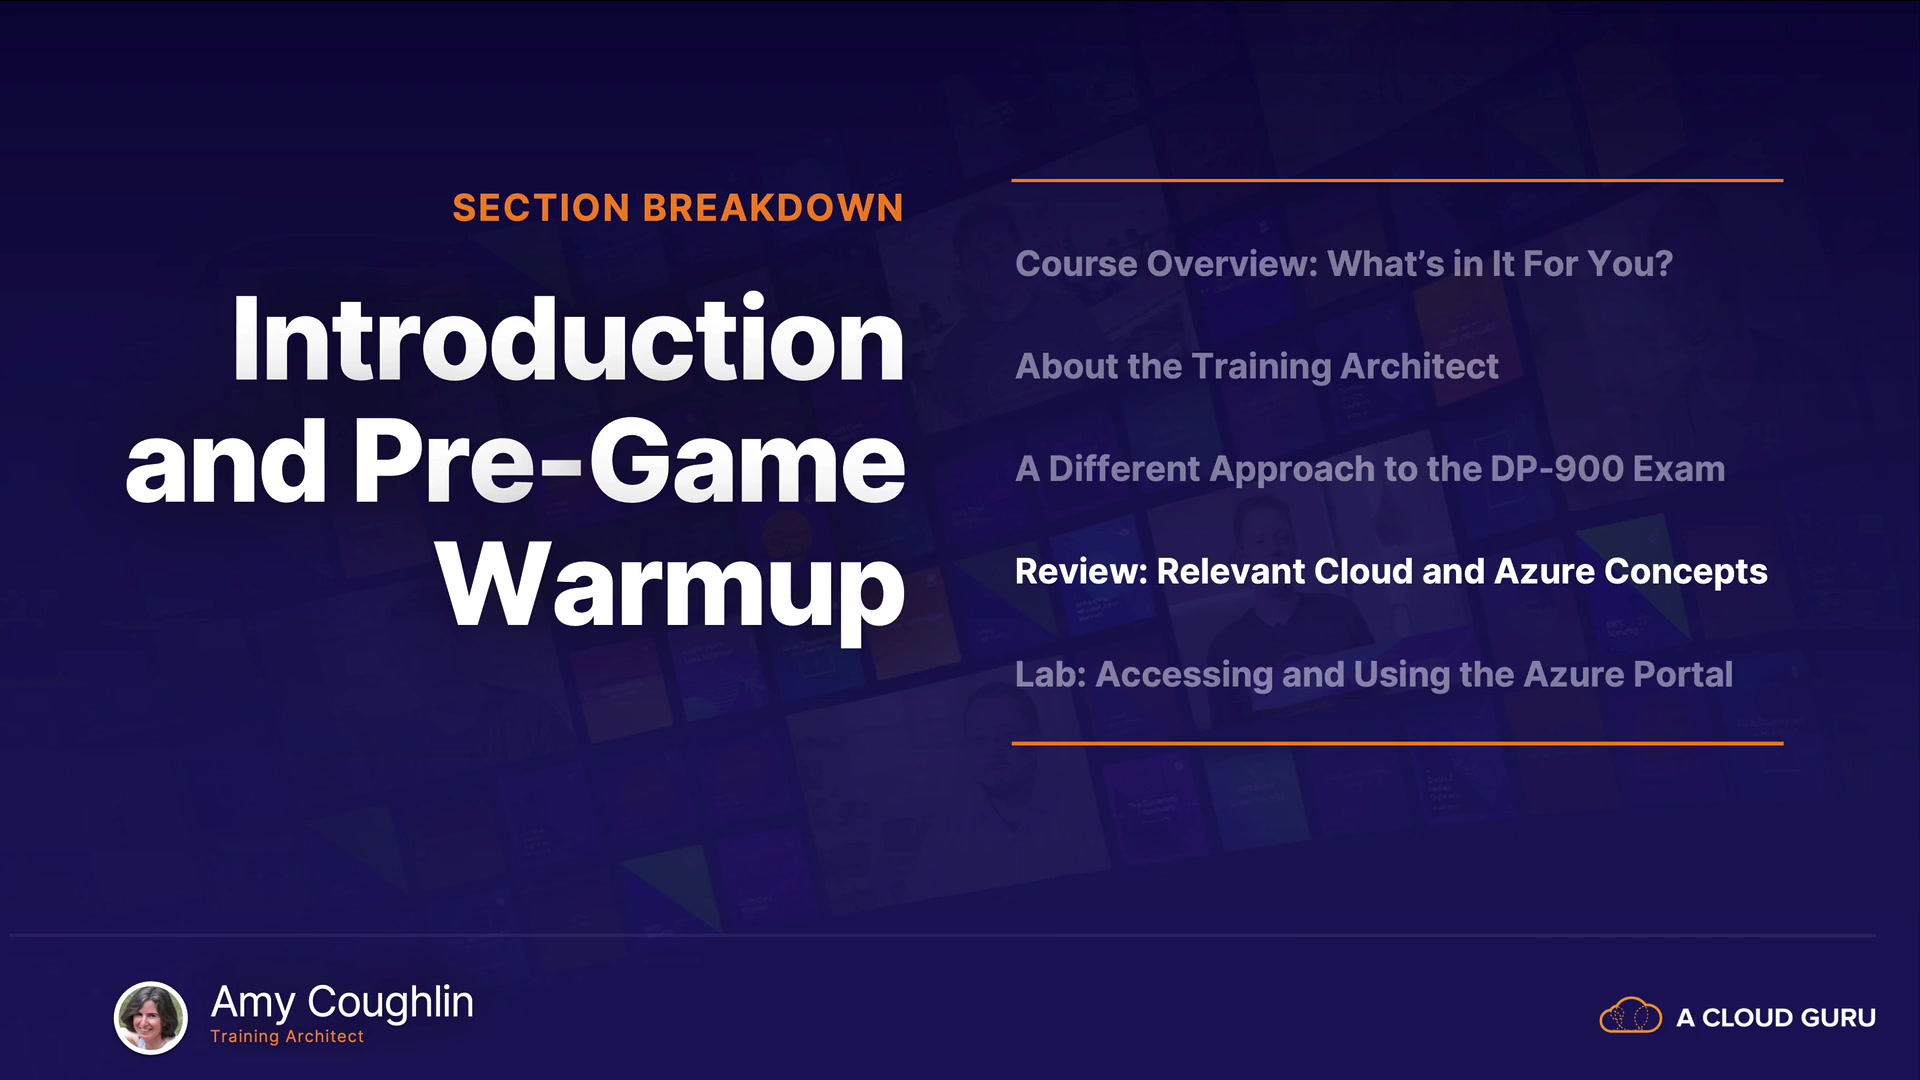 SECTION BREAKDOWN
Introduction
and Pre-Game
Warmup
Course Overview: What’s in It For You?
About the Training Architect
A Different Approach to the DP-900 Exam
Review: Relevant Cloud and Azure Concepts
Lab: Accessing and Using the Azure Portal
Amy Coughlin
Training Architect
A CLOUD GURU